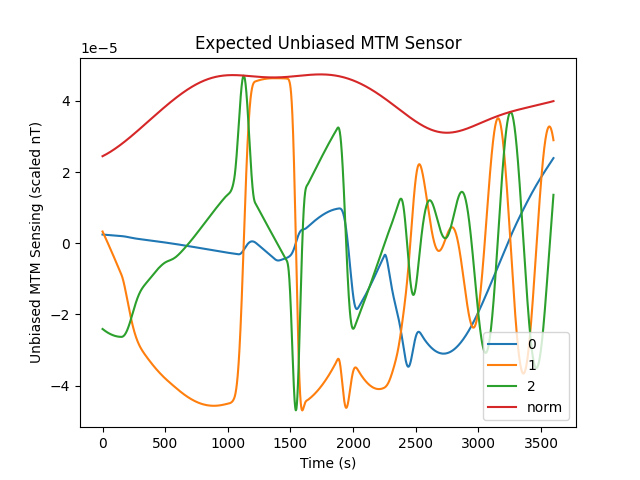 Expected Unbiased MTM Sensor
1e−5
Unbiased MTM Sensing (scaled nT)
4
2
0
−2
−4
0 500 1000 1500 2000 2500 3000 3500
Time (s)
0
1
2
norm